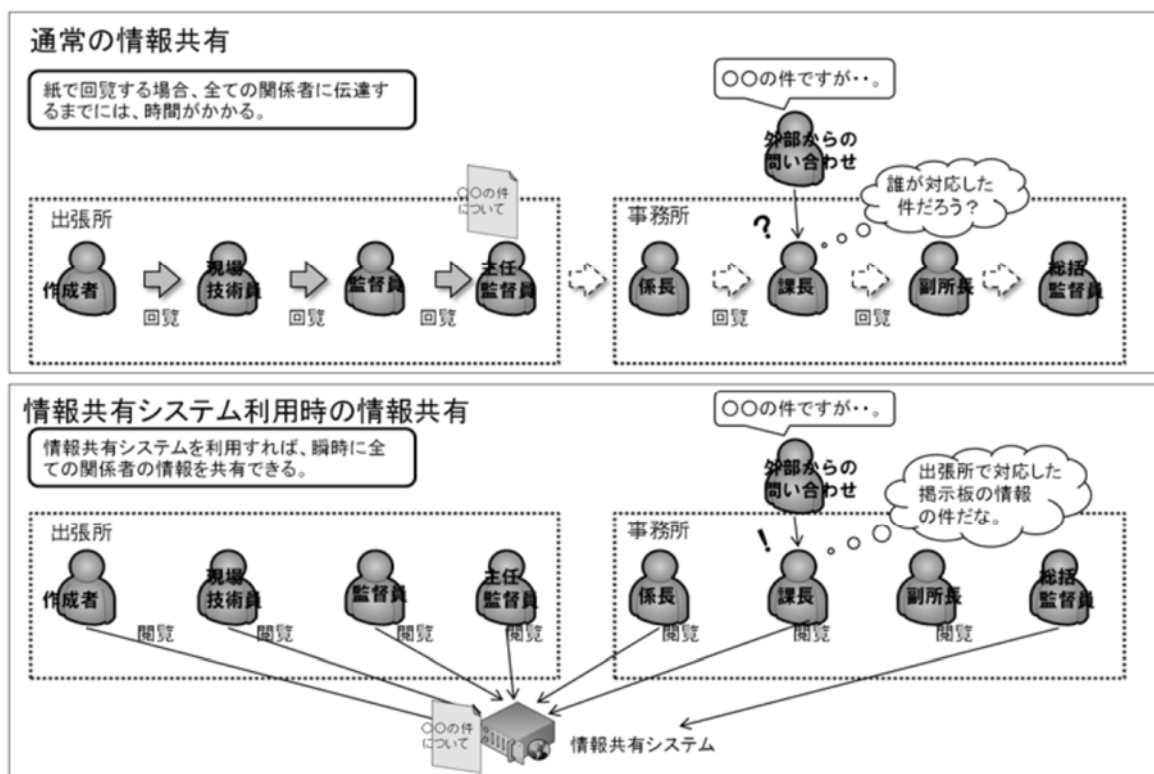 通常の情報共有
紙で回覧する場合、全ての関係者に伝達す
るまでには、時間がかかる。
〇〇の件ですが・・。
外部からの
問い合わせ
誰が対応した
件だろう？
〇〇の件
について
出張所
事務所
？
作成者
現場
技術員
監督員
主任
監督員
係長
課長
副所長
総括
監督員
回覧
回覧
回覧
回覧
回覧
情報共有システム利用時の情報共有
情報共有システムを利用すれば、瞬時に全
ての関係者の情報を共有できる。
〇〇の件ですが・・。
外部からの
問い合わせ
出張所で対応した
掲示板の情報
の件だな。
出張所
事務所
！
作成者
現場
技術員
監督員
主任
監督員
係長
課長
副所長
総括
監督員
閲覧
閲覧
閲覧
閲覧
閲覧
閲覧
閲覧
〇〇の件
について
情報共有システム